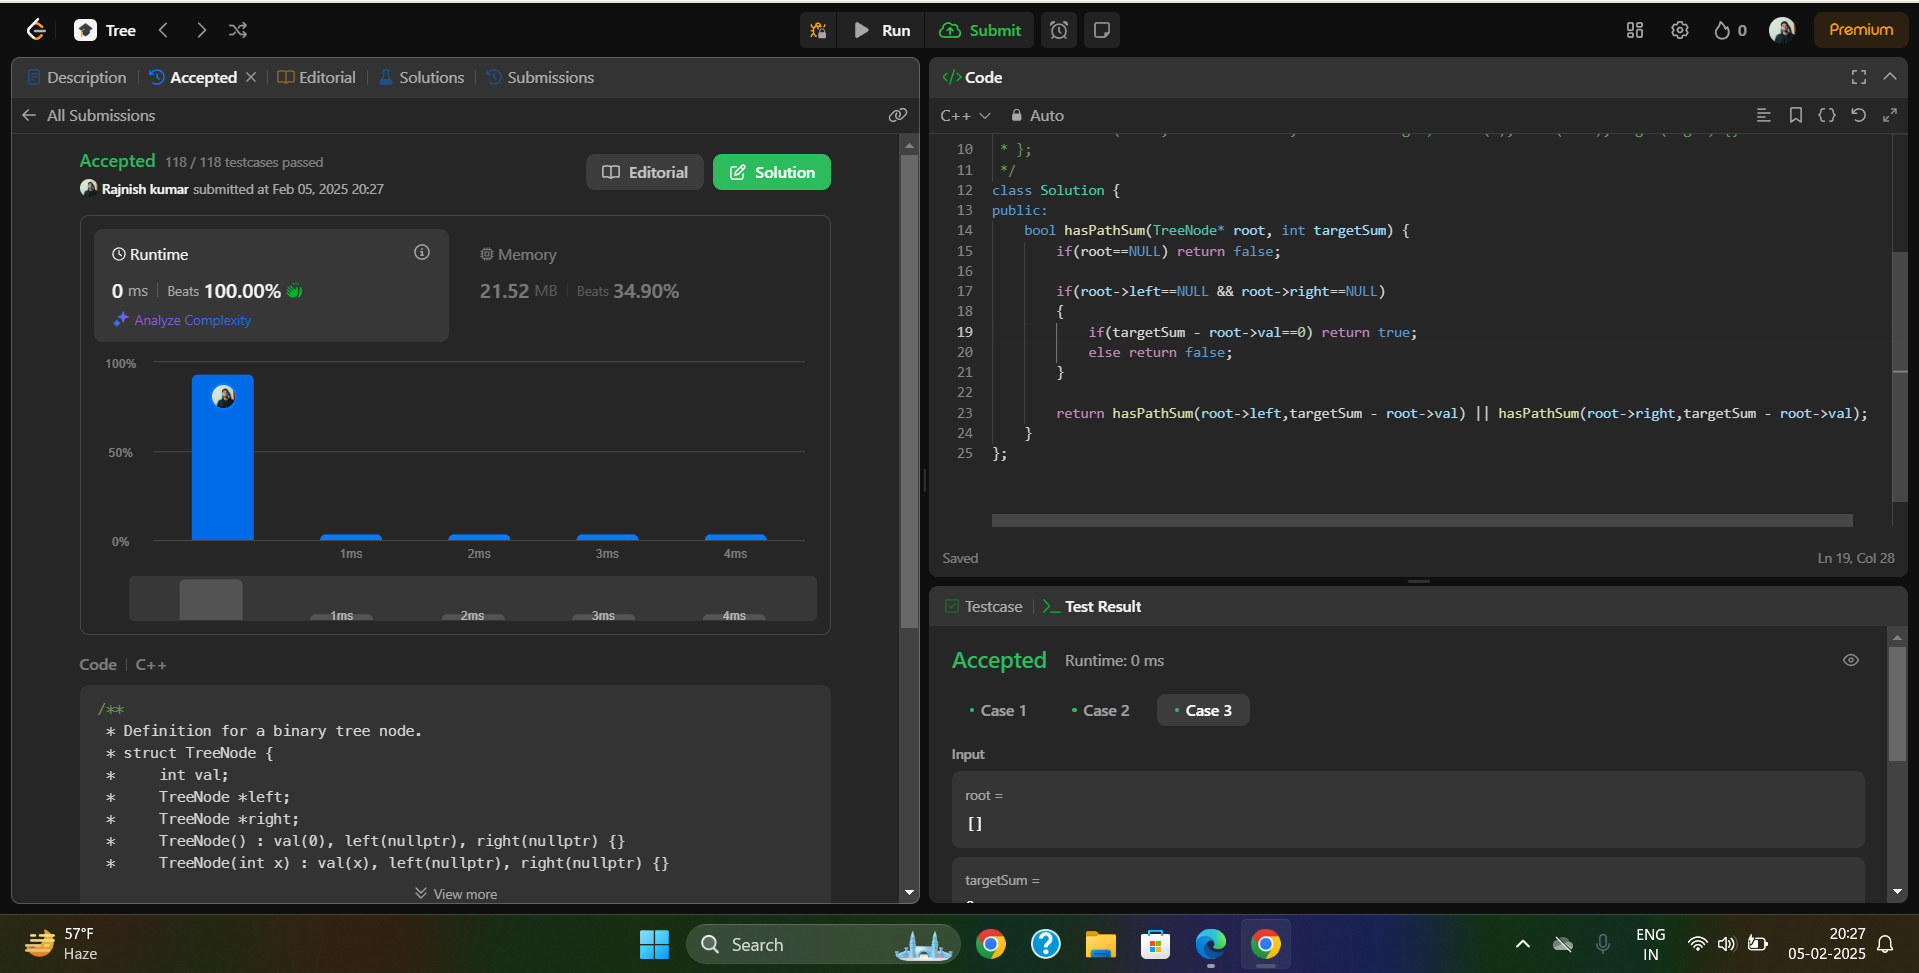 Tree
Run
Submit
0
Premium
Description
Accepted
Editorial
Solutions
Submissions
All Submissions
Accepted 118 / 118 testcases passed
Rajnish kumar submitted at Feb 05, 2025 20:27
Editorial
Solution
Runtime
0 ms Beats 100.00%
Analyze Complexity
Memory
21.52 MB Beats 34.90%
100%
50%
0%
1ms 2ms 3ms 4ms
1ms 2ms 3ms 4ms
Code C++
/**
* Definition for a binary tree node.
* struct TreeNode {
*     int val;
*     TreeNode *left;
*     TreeNode *right;
*     TreeNode() : val(0), left(nullptr), right(nullptr) {}
*     TreeNode(int x) : val(x), left(nullptr), right(nullptr) {}
View more
</> Code
C++ Auto
10 * };
11 */
12 class Solution {
13 public:
14     bool hasPathSum(TreeNode* root, int targetSum) {
15         if(root==NULL) return false;
16
17         if(root->left==NULL && root->right==NULL)
18         {
19             if(targetSum - root->val==0) return true;
20             else return false;
21         }
22
23         return hasPathSum(root->left,targetSum - root->val) || hasPathSum(root->right,targetSum - root->val);
24     }
25 };
Saved
Ln 19, Col 28
Testcase
>_ Test Result
Accepted Runtime: 0 ms
Case 1
Case 2
Case 3
Input
root =
[]
targetSum =
57°F
Haze
Search
ENG
IN
20:27
05-02-2025